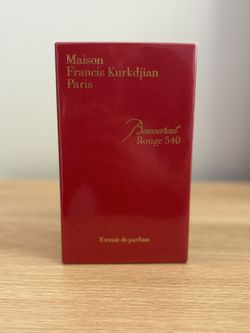 Maison
Francis Kurkdjian
Paris
Baccarat
Rouge 540
Extrait de parfum